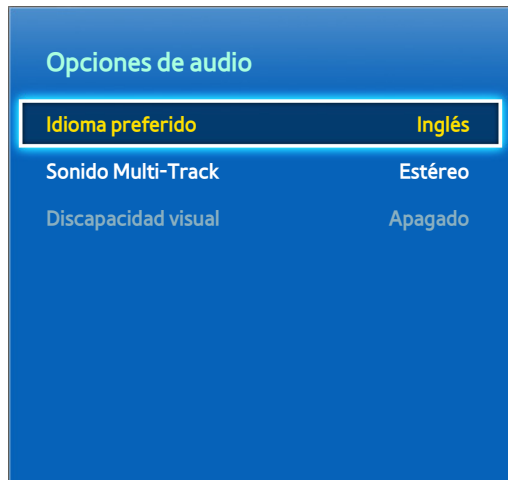 Opciones de audio
Idioma preferido Inglés
Sonido Multi-Track Estéreo
Discapacidad visual Apagado